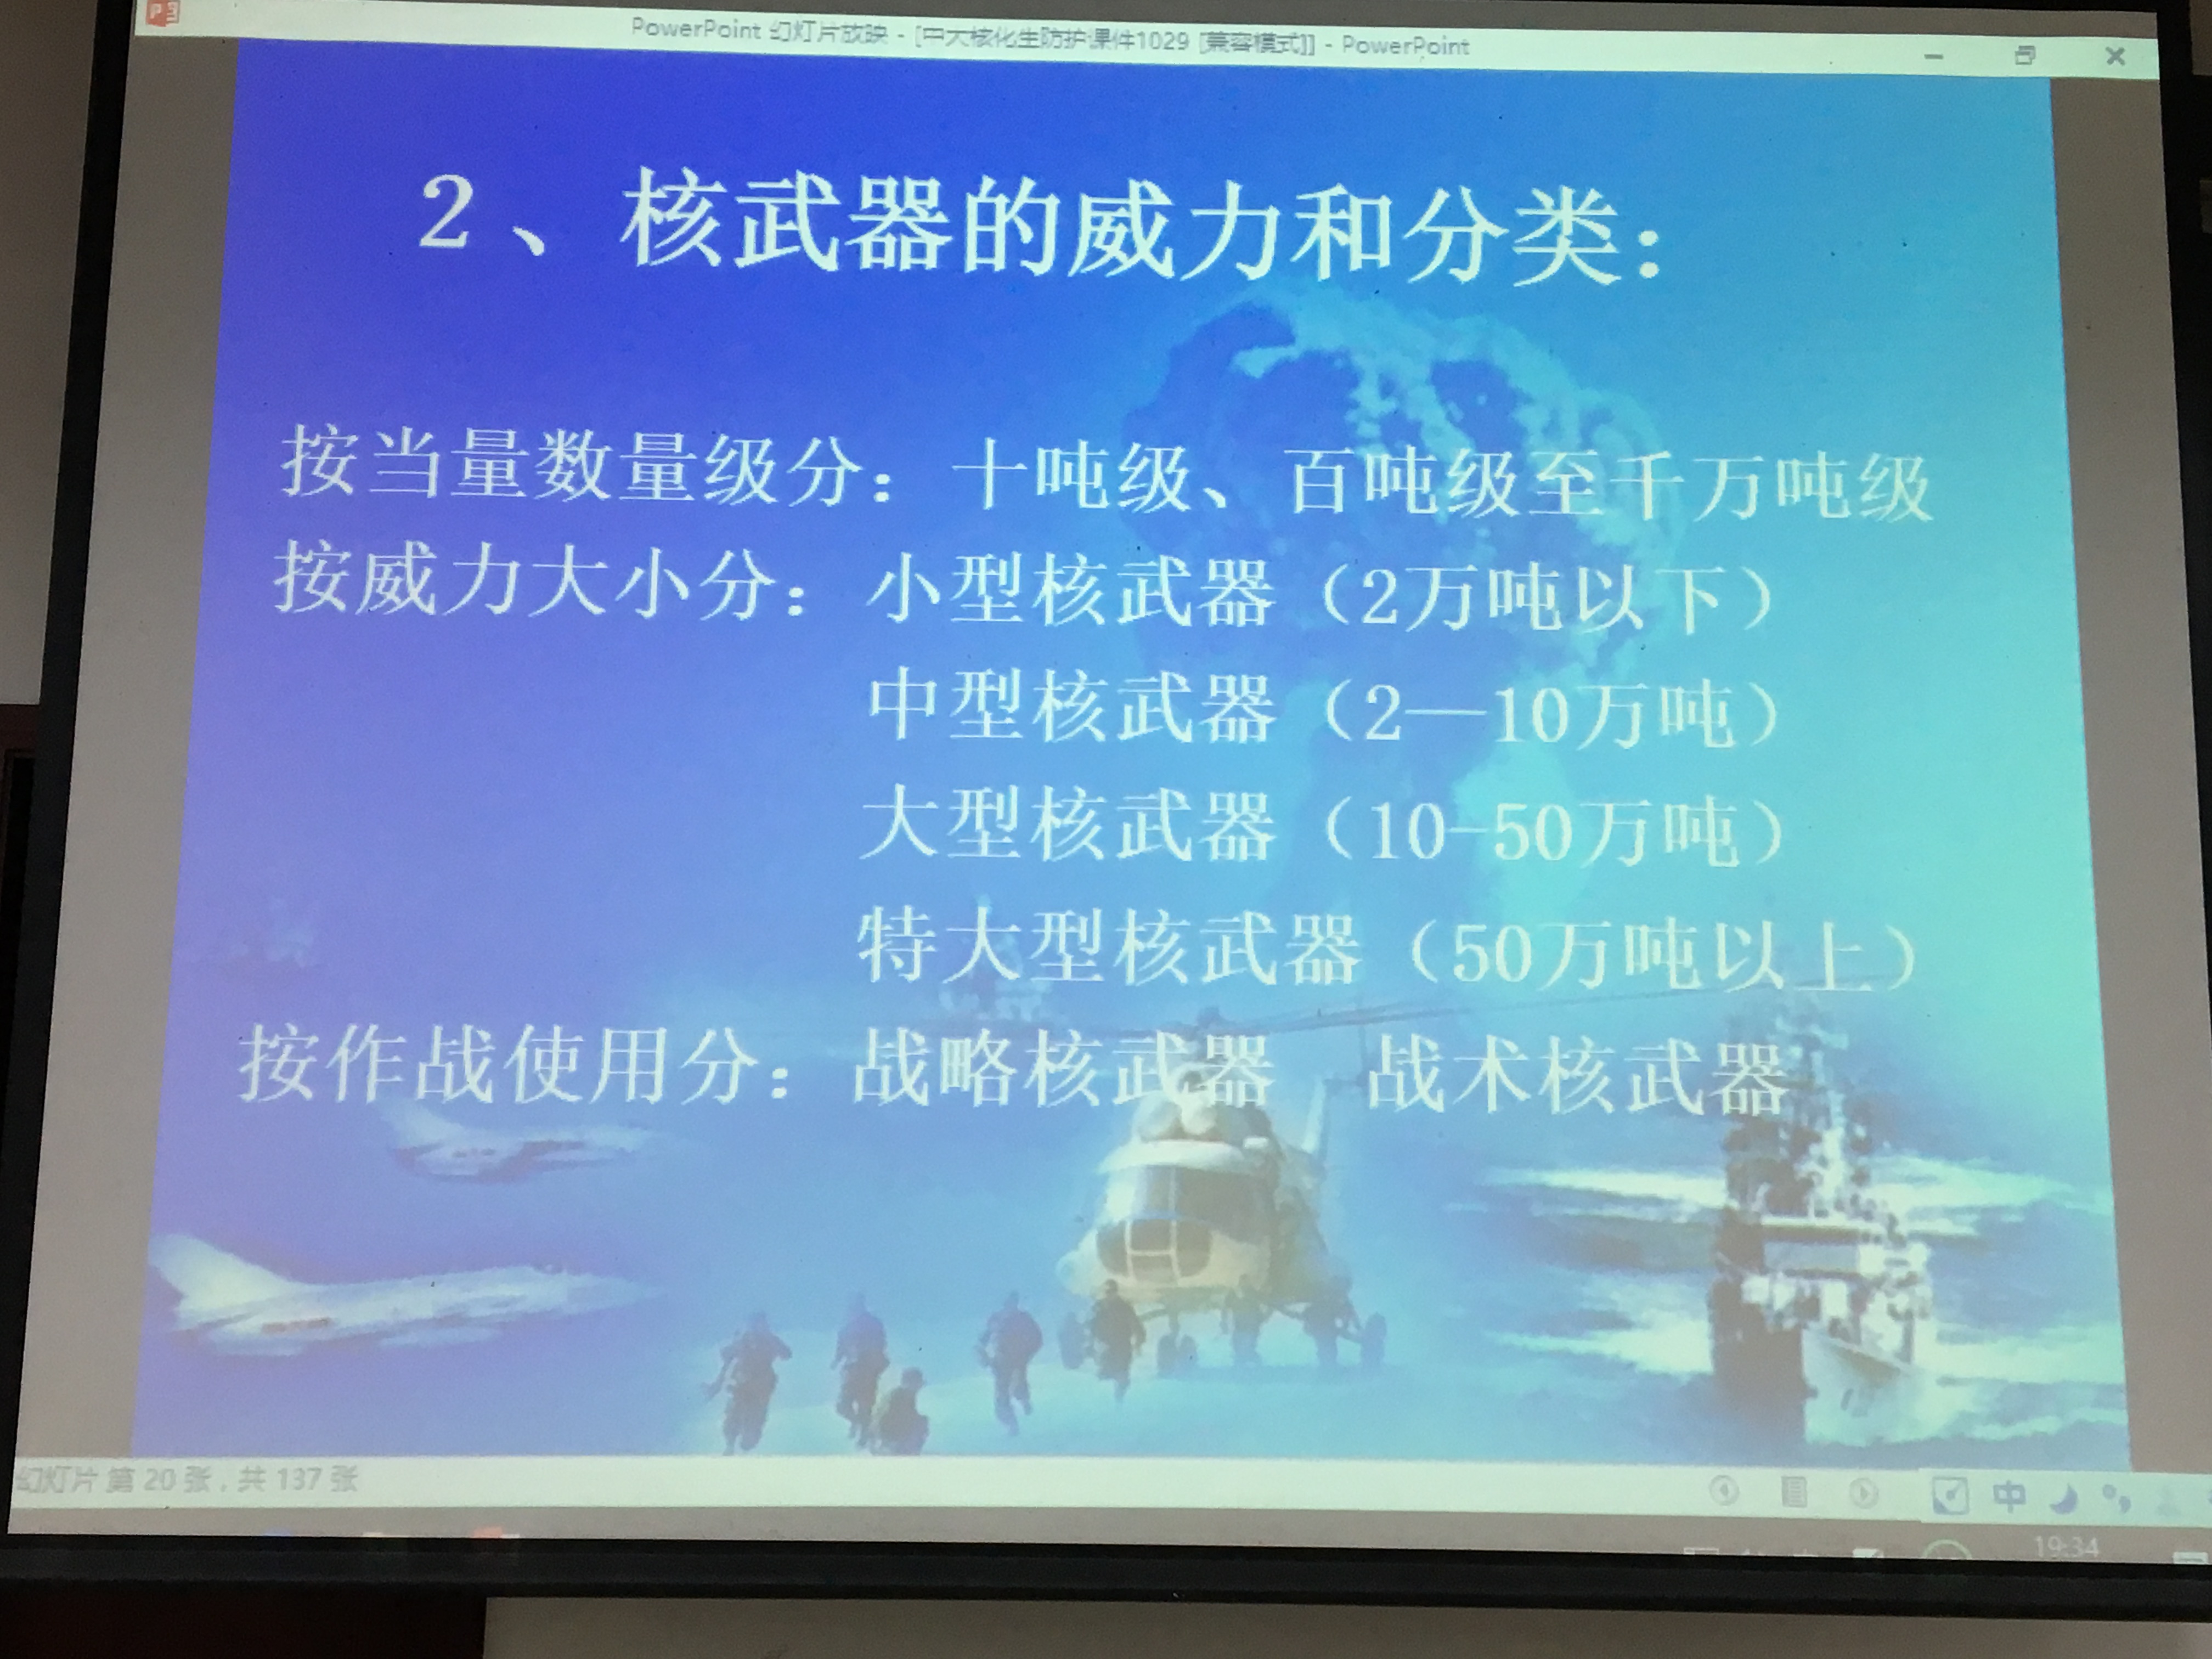 PowerPoint 幻灯片放映 - [中大核化生防护课件1029 [兼容模式]] - PowerPoint
2、核武器的威力和分类：
按当量数量级分：十吨级、百吨级至千万吨级
按威力大小分：小型核武器（2万吨以下）
中型核武器（2—10万吨）
大型核武器（10-50万吨）
特大型核武器（50万吨以上）
按作战使用分：战略核武器　战术核武器
幻灯片 第 20 张，共 137 张
中
19:34